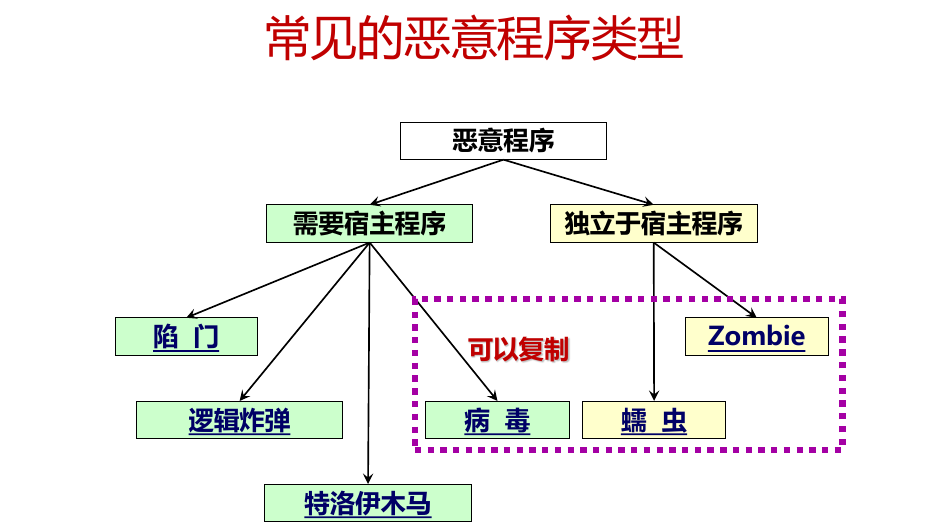 常见的恶意程序类型
恶意程序
需要宿主程序
独立于宿主程序
陷 门
Zombie
可以复制
逻辑炸弹
病 毒
蠕 虫
特洛伊木马